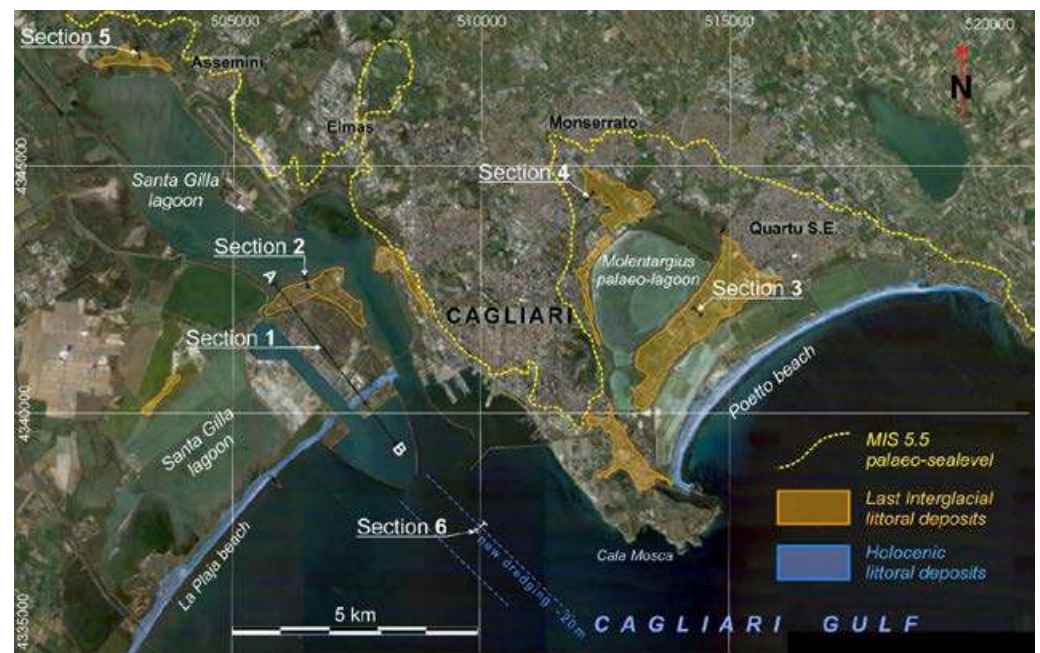 505000
510000
515000
520000
Section 5
Assemini
N
Elmas
Monserrato
4345000
Section 4
Santa Gilla
lagoon
Quartu S.E.
Section 2
Molentargius
palaeo-lagoon
A
Section 3
CAGLIARI
Section 1
Poetto beach
4340000
Santa Gilla
lagoon
B
MIS 5.5
palaeo-sealevel
Last Interglacial
littoral deposits
Section 6
new dredging -20m
Cala Mosca
Holocenic
littoral deposits
La Plaja beach
5 km
CAGLIARI GULF
4335000